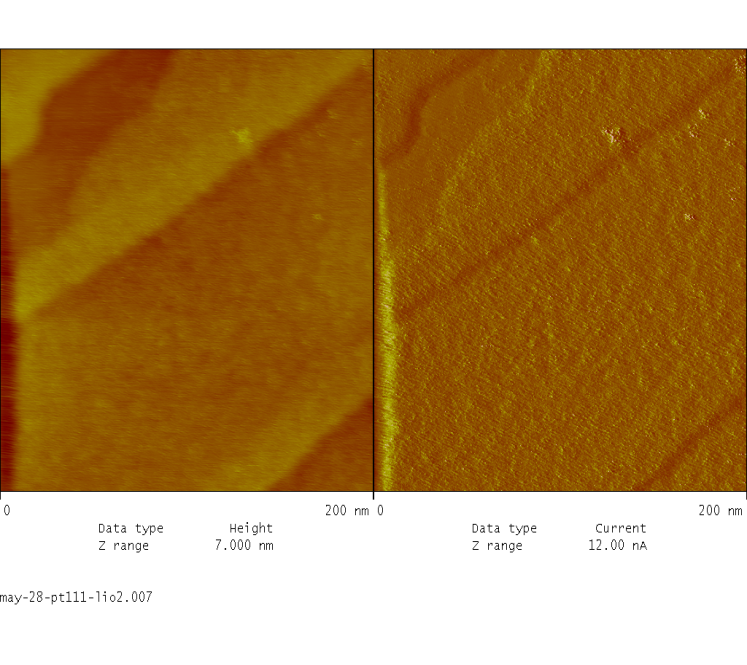 0 200 nm 0 200 nm
Data type Height Data type Current
Z range 7.000 nm Z range 12.00 nA
may-28-pt111-lio2.007